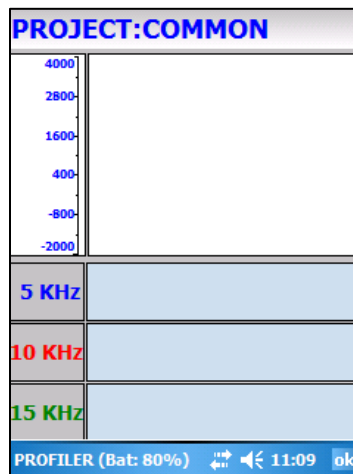 PROJECT:COMMON
4000
2800
1600
400
-800
-2000
5 KHz
10 KHz
15 KHz
PROFILER (Bat: 80%) 11:09 ok